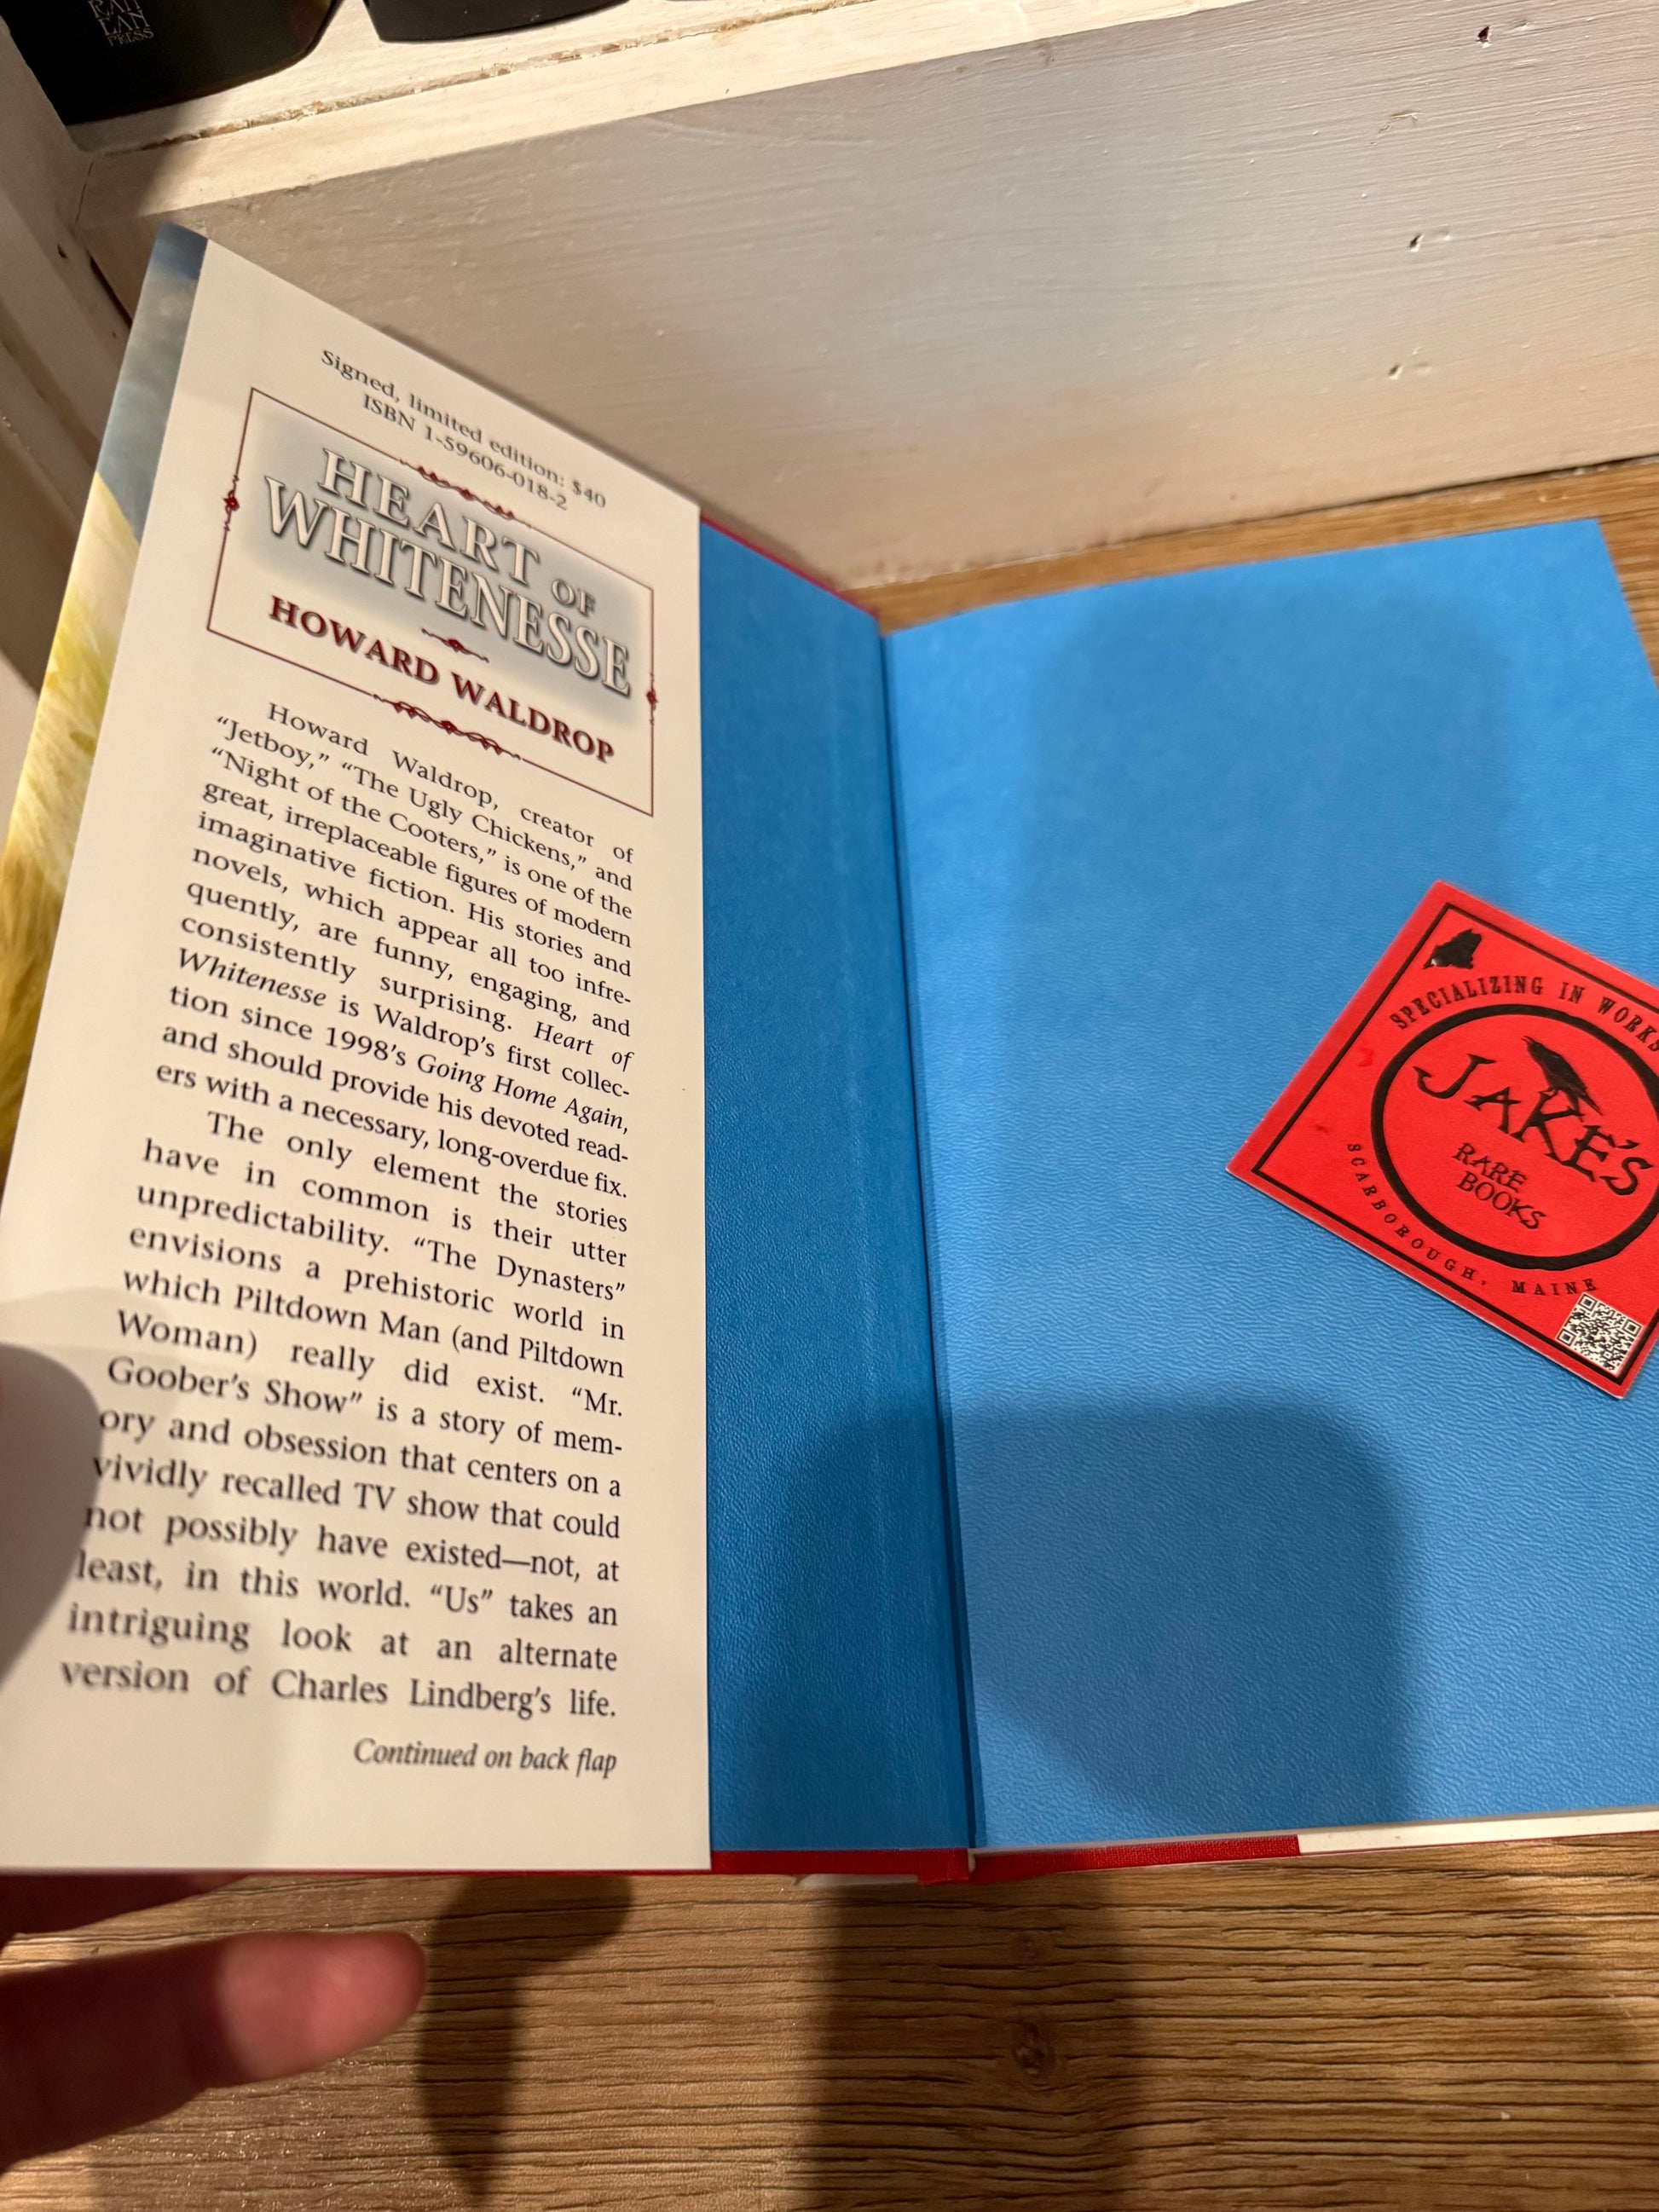 PRESS
Signed, limited edition: $40
ISBN 1-59606-018-2
HEART OF
WHITENESSE
HOWARD WALDROP
Howard Waldrop, creator of
“Jetboy,” “The Ugly Chickens,” and
“Night of the Cooters,” is one of the
great, irreplaceable figures of modern
imaginative fiction. His stories and
novels, which appear all too infre-
quently, are funny, engaging, and
consistently surprising. Heart of
Whitenesse is Waldrop’s first collec-
tion since 1998’s Going Home Again,
and should provide his devoted read-
ers with a necessary, long-overdue fix.
The only element the stories
have in common is their utter
unpredictability. “The Dynasters”
envisions a prehistoric world in
which Piltdown Man (and Piltdown
Woman) really did exist. “Mr.
Goober’s Show” is a story of mem-
ory and obsession that centers on a
vividly recalled TV show that could
not possibly have existed—not, at
least, in this world. “Us” takes an
intriguing look at an alternate
version of Charles Lindberg’s life.
Continued on back flap
SPECIALIZING IN WORKS
JAKE’S
RARE
BOOKS
SCARBOROUGH, MAINE